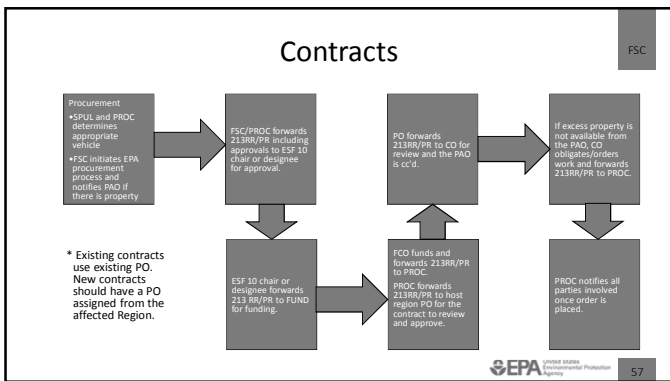 Contracts
FSC
Procurement
•SPUL and PROC
determines
appropriate
vehicle
•FSC initiates EPA
procurement
process and
notifies PAO if
there is property
FSC/PROC forwards
213RR/PR including
approvals to ESF 10
chair or designee
for approval.
ESF 10 chair or
designee forwards
213 RR/PR to FUND
for funding.
FCO funds and
forwards 213RR/PR
to PROC.
PROC forwards
213RR/PR to host
region PO for the
contract to review
and approve.
PO forwards
213RR/PR to CO for
review and the PAO
is cc'd.
If excess property is
not available from
the PAO, CO
obligates/orders
work and forwards
213RR/PR to PROC.
PROC notifies all
parties involved
once order is
placed.
* Existing contracts
use existing PO.
New contracts
should have a PO
assigned from the
affected Region.
EPA
United States
Environmental Protection
Agency
57